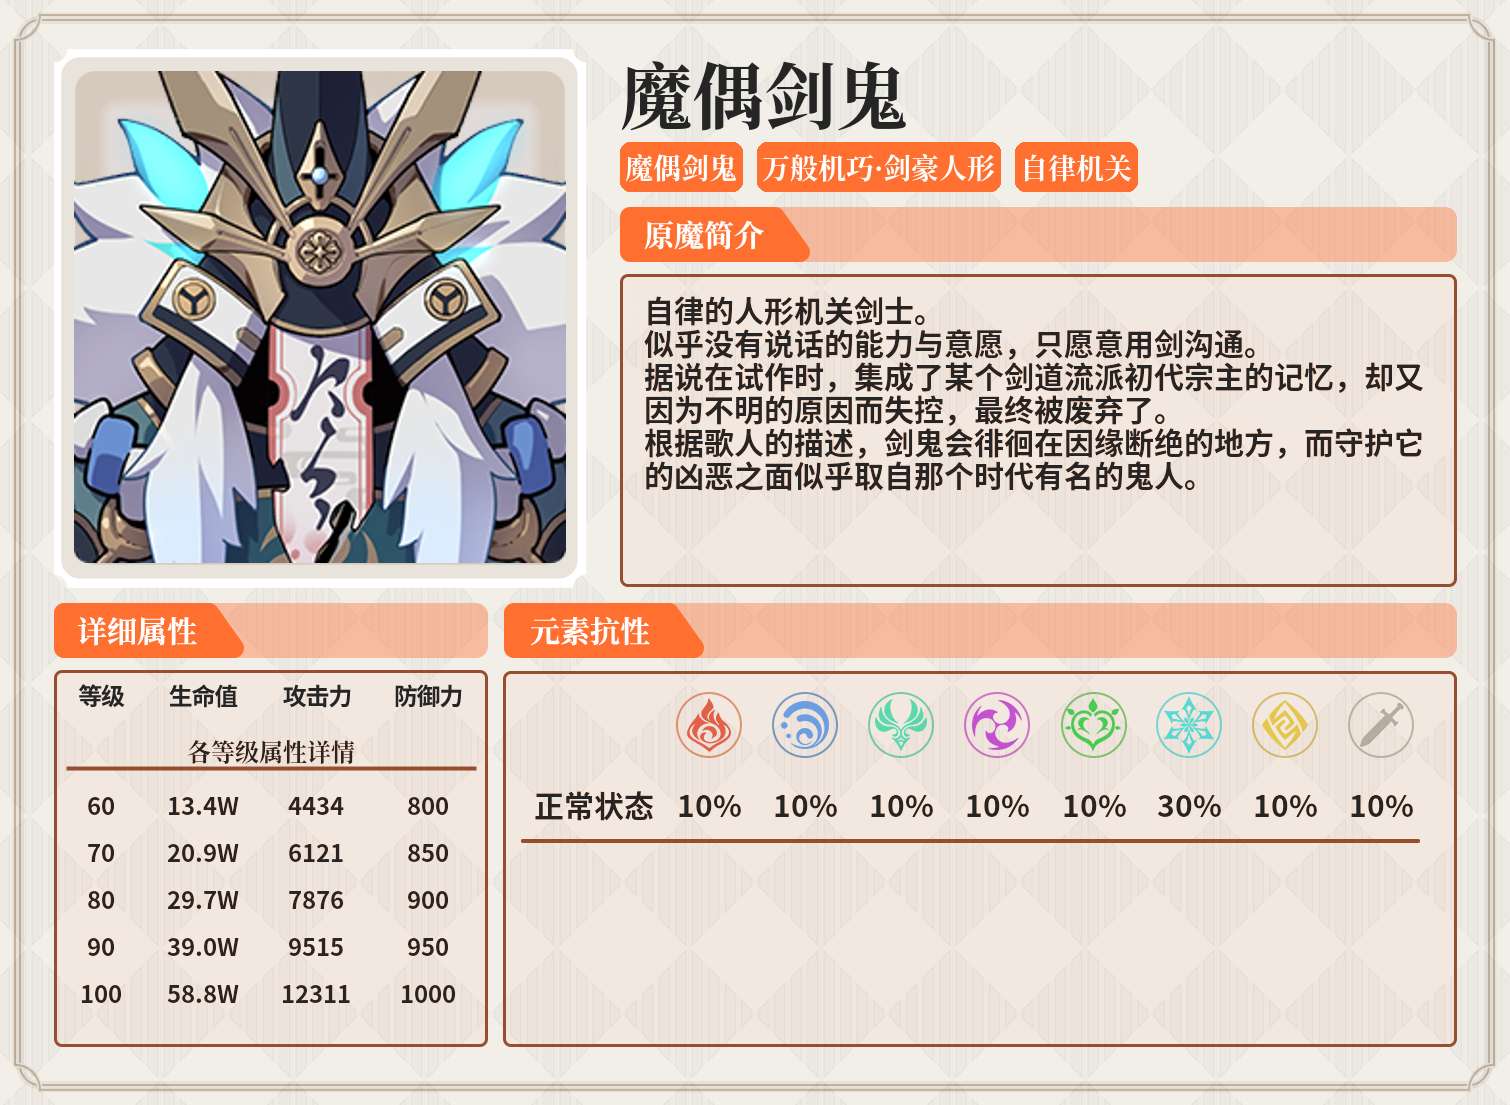 魔偶剑鬼
魔偶剑鬼 万般机巧·剑豪人形 自律机关
原魔简介
自律的人形机关剑士。
似乎没有说话的能力与意愿，只愿意用剑沟通。
据说在试作时，集成了某个剑道流派初代宗主的记忆，却又
因为不明的原因而失控，最终被废弃了。
根据歌人的描述，剑鬼会徘徊在因缘断绝的地方，而守护它
的凶恶之面似乎取自那个时代有名的鬼人。
详细属性
等级 生命值 攻击力 防御力
各等级属性详情
60 13.4W 4434 800
70 20.9W 6121 850
80 29.7W 7876 900
90 39.0W 9515 950
100 58.8W 12311 1000
元素抗性
正常状态 10% 10% 10% 10% 10% 30% 10% 10%